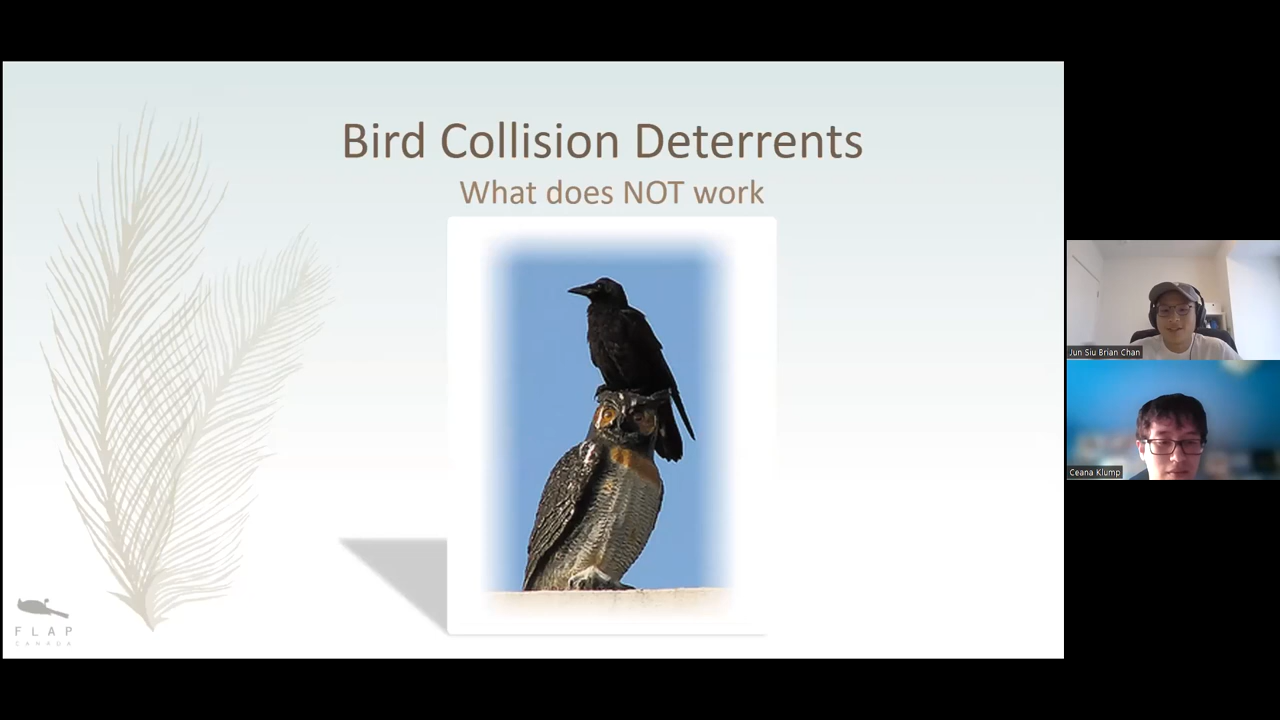 Bird Collision Deterrents
What does NOT work
Jun Siu Brian Chan
Ceana Klump
FLAP
CANADA